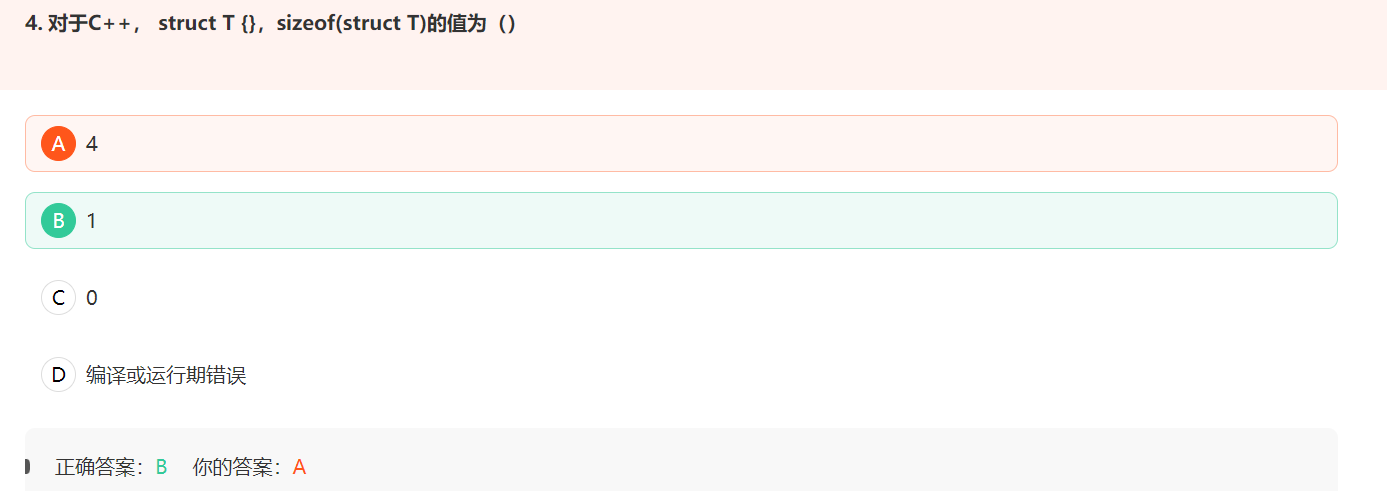 4. 对于C++， struct T {}，sizeof(struct T)的值为（）
A 4
B 1
C 0
D 编译或运行期错误
正确答案：B 你的答案：A